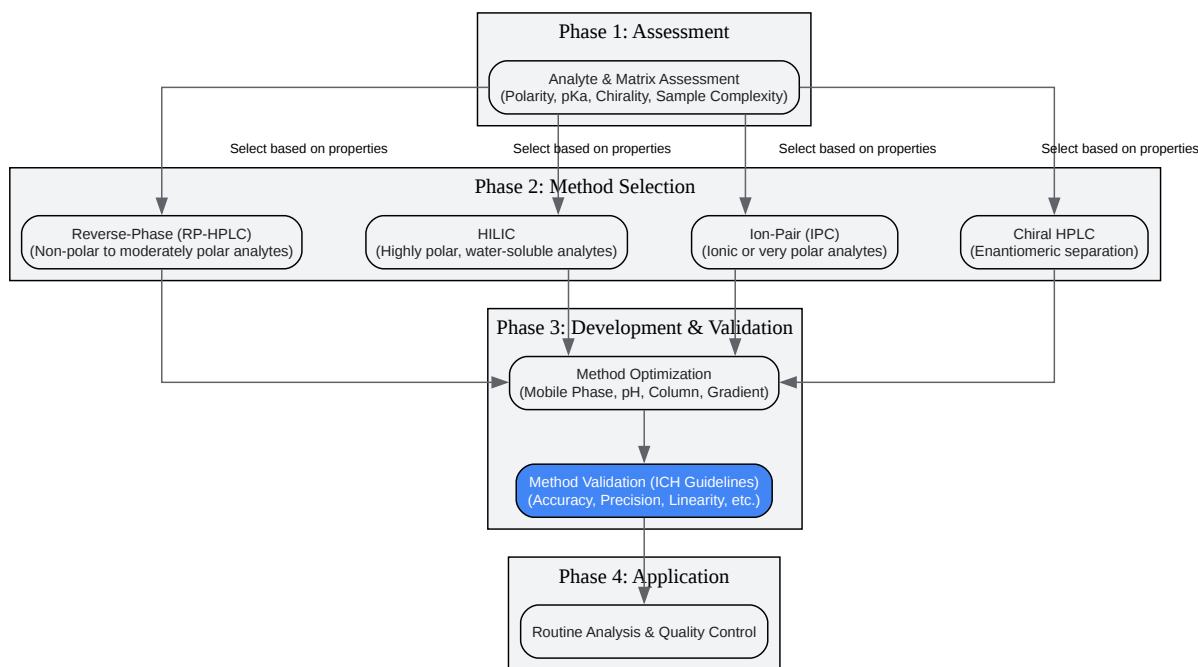 Phase 1: Assessment
Analyte & Matrix Assessment
(Polarity, pKa, Chirality, Sample Complexity)
Select based on properties
Select based on properties
Select based on properties
Select based on properties
Phase 2: Method Selection
Reverse-Phase (RP-HPLC)
(Non-polar to moderately polar analytes)
HILIC
(Highly polar, water-soluble analytes)
Ion-Pair (IPC)
(Ionic or very polar analytes)
Chiral HPLC
(Enantiomeric separation)
Phase 3: Development & Validation
Method Optimization
(Mobile Phase, pH, Column, Gradient)
Method Validation (ICH Guidelines)
(Accuracy, Precision, Linearity, etc.)
Phase 4: Application
Routine Analysis & Quality Control